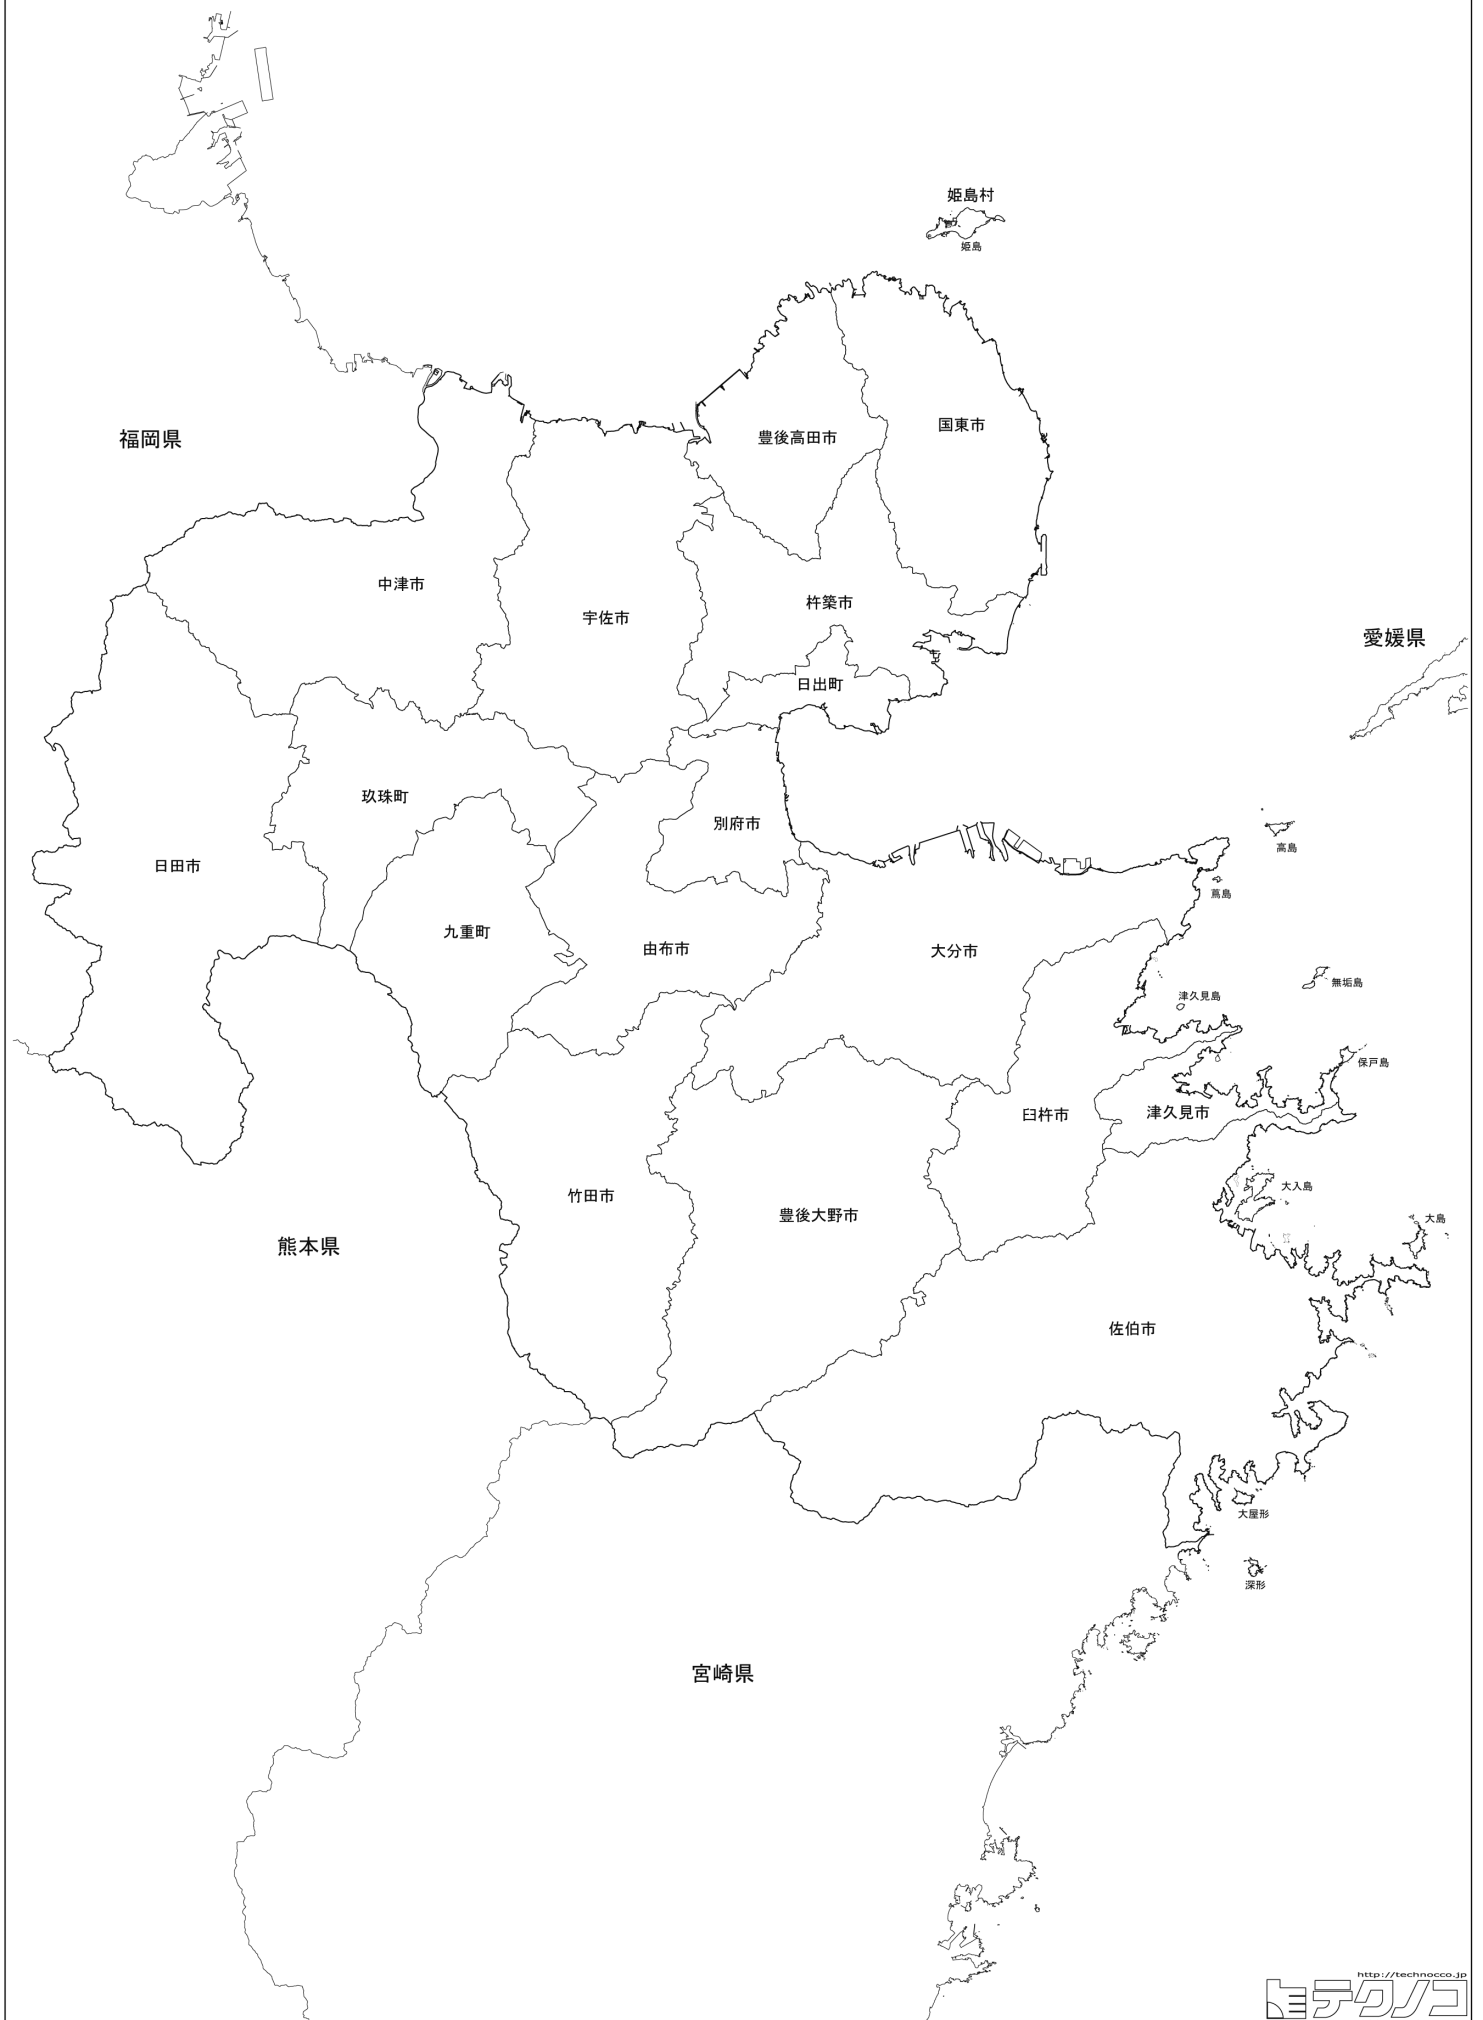 姫島村
姫島
福岡県
国東市
豊後高田市
中津市
杵築市
宇佐市
愛媛県
日出町
玖珠町
別府市
高島
日田市
蔦島
九重町
由布市
大分市
無垢島
津久見島
保戸島
臼杵市
津久見市
大入島
竹田市
豊後大野市
大島
熊本県
佐伯市
大屋形
深形
宮崎県
http://technocco.jp
テクノコ